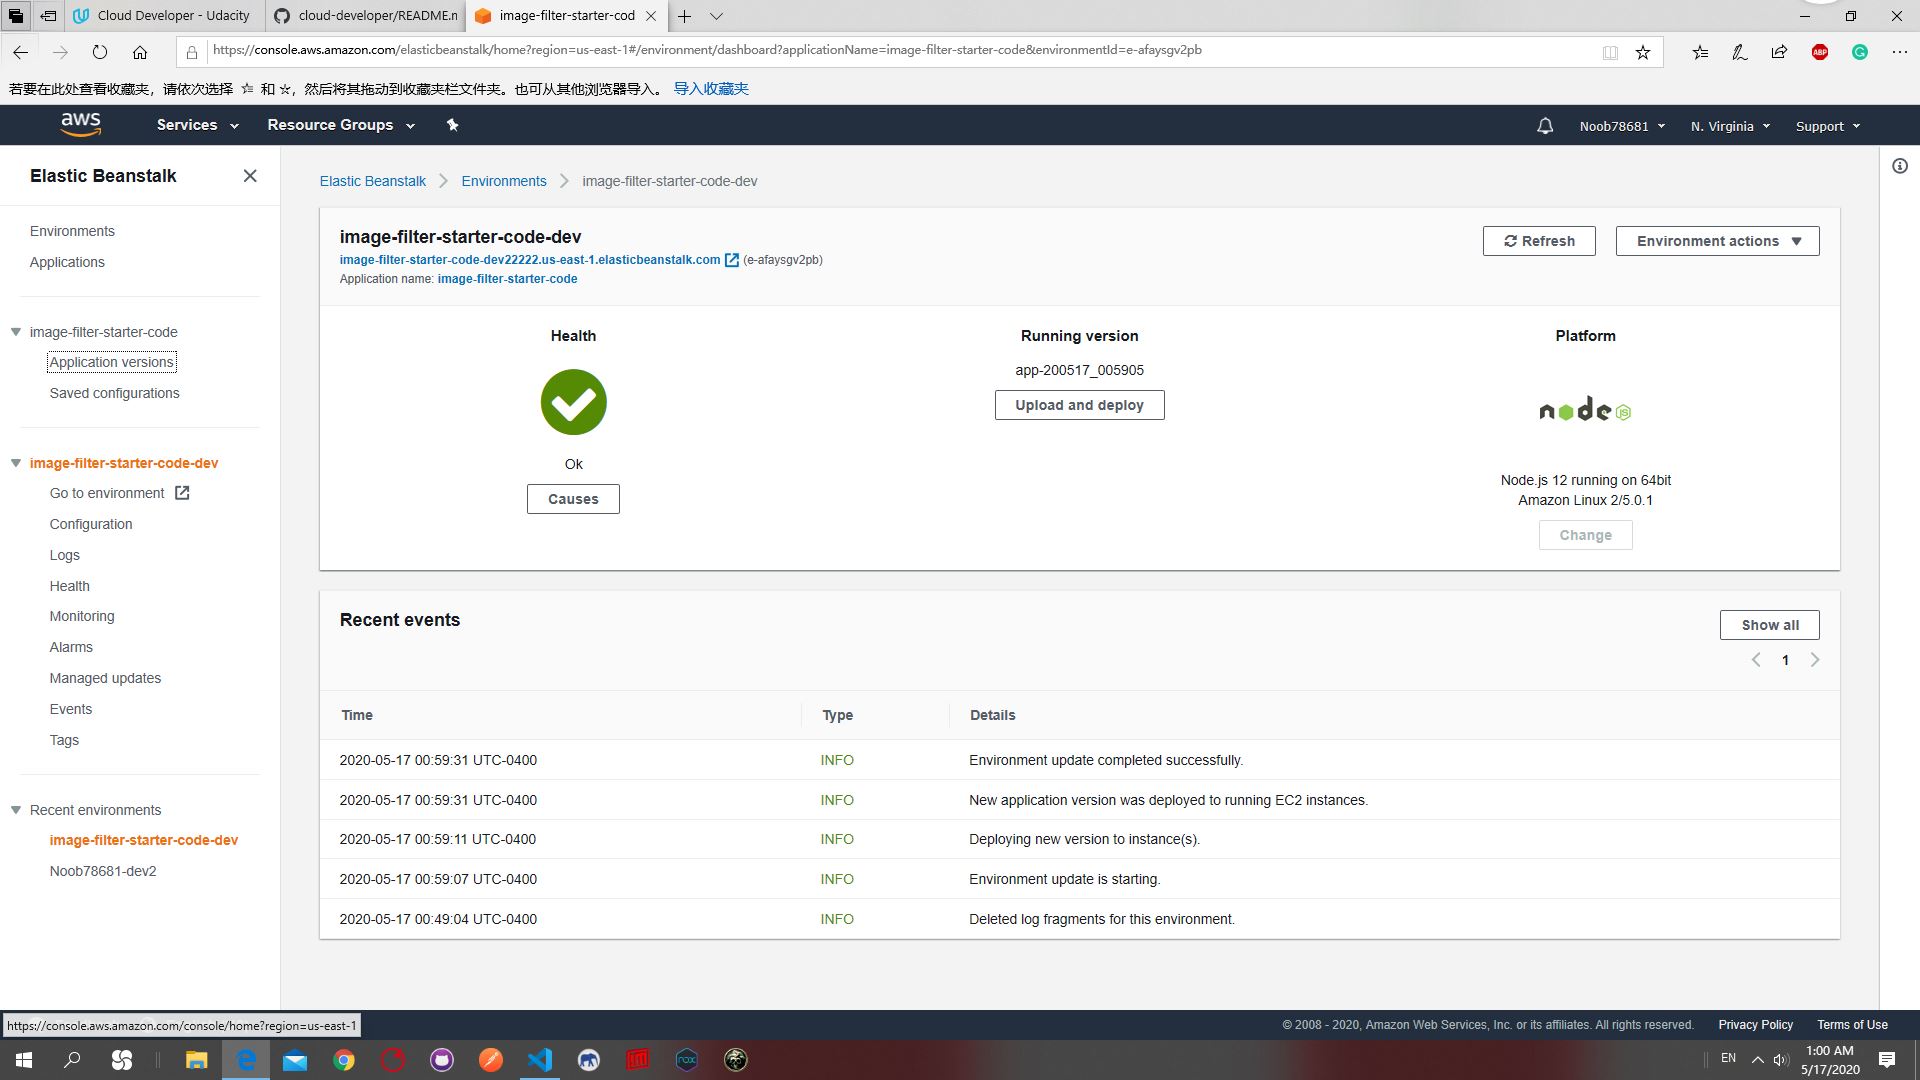 Cloud Developer - Udacity
cloud-developer/README.m
image-filter-starter-cod
https://console.aws.amazon.com/elasticbeanstalk/home?region=us-east-1#/environment/dashboard?applicationName=image-filter-starter-code&environmentId=e-afaysgv2pb
ABP
若要在此处查看收藏夹，请依次选择 ☆ 和 ☆，然后将其拖动到收藏夹栏文件夹。也可从其他浏览器导入。 导入收藏夹
aws Services Resource Groups Noob78681 N. Virginia Support
Elastic Beanstalk
Environments
Applications
image-filter-starter-code
Application versions
Saved configurations
image-filter-starter-code-dev
Go to environment
Configuration
Logs
Health
Monitoring
Alarms
Managed updates
Events
Tags
Recent environments
image-filter-starter-code-dev
Noob78681-dev2
Elastic Beanstalk Environments image-filter-starter-code-dev
image-filter-starter-code-dev
image-filter-starter-code-dev22222.us-east-1.elasticbeanstalk.com (e-afaysgv2pb)
Application name: image-filter-starter-code
Refresh
Environment actions
Health
Ok
Causes
Running version
app-200517_005905
Upload and deploy
Platform
node JS
Node.js 12 running on 64bit
Amazon Linux 2/5.0.1
Change
Recent events
Show all
1
Time Type Details
2020-05-17 00:59:31 UTC-0400 INFO Environment update completed successfully.
2020-05-17 00:59:31 UTC-0400 INFO New application version was deployed to running EC2 instances.
2020-05-17 00:59:11 UTC-0400 INFO Deploying new version to instance(s).
2020-05-17 00:59:07 UTC-0400 INFO Environment update is starting.
2020-05-17 00:49:04 UTC-0400 INFO Deleted log fragments for this environment.
https://console.aws.amazon.com/console/home?region=us-east-1
© 2008 - 2020, Amazon Web Services, Inc. or its affiliates. All rights reserved. Privacy Policy Terms of Use
nox
EN
1:00 AM
5/17/2020